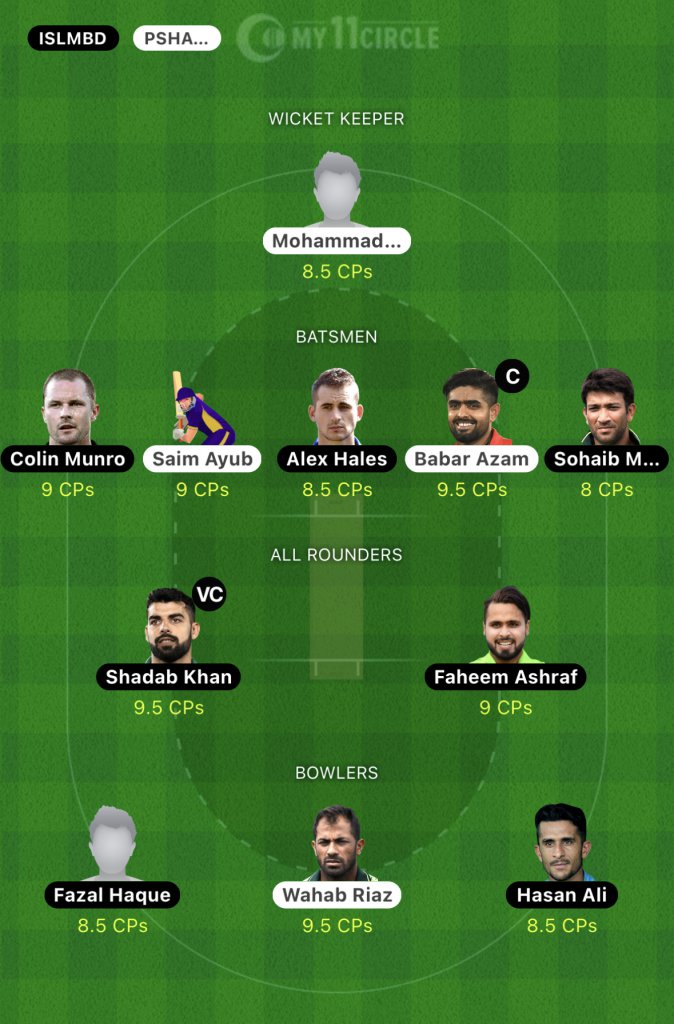 ISLMBD PSHA... MY11CIRCLE
WICKET KEEPER
Mohammad...
8.5 CPs
BATSMEN
C
Colin Munro Saim Ayub Alex Hales Babar Azam Sohaib M...
9 CPs 9 CPs 8.5 CPs 9.5 CPs 8 CPs
ALL ROUNDERS
VC
Shadab Khan Faheem Ashraf
9.5 CPs 9 CPs
BOWLERS
Fazal Haque Wahab Riaz Hasan Ali
8.5 CPs 9.5 CPs 8.5 CPs